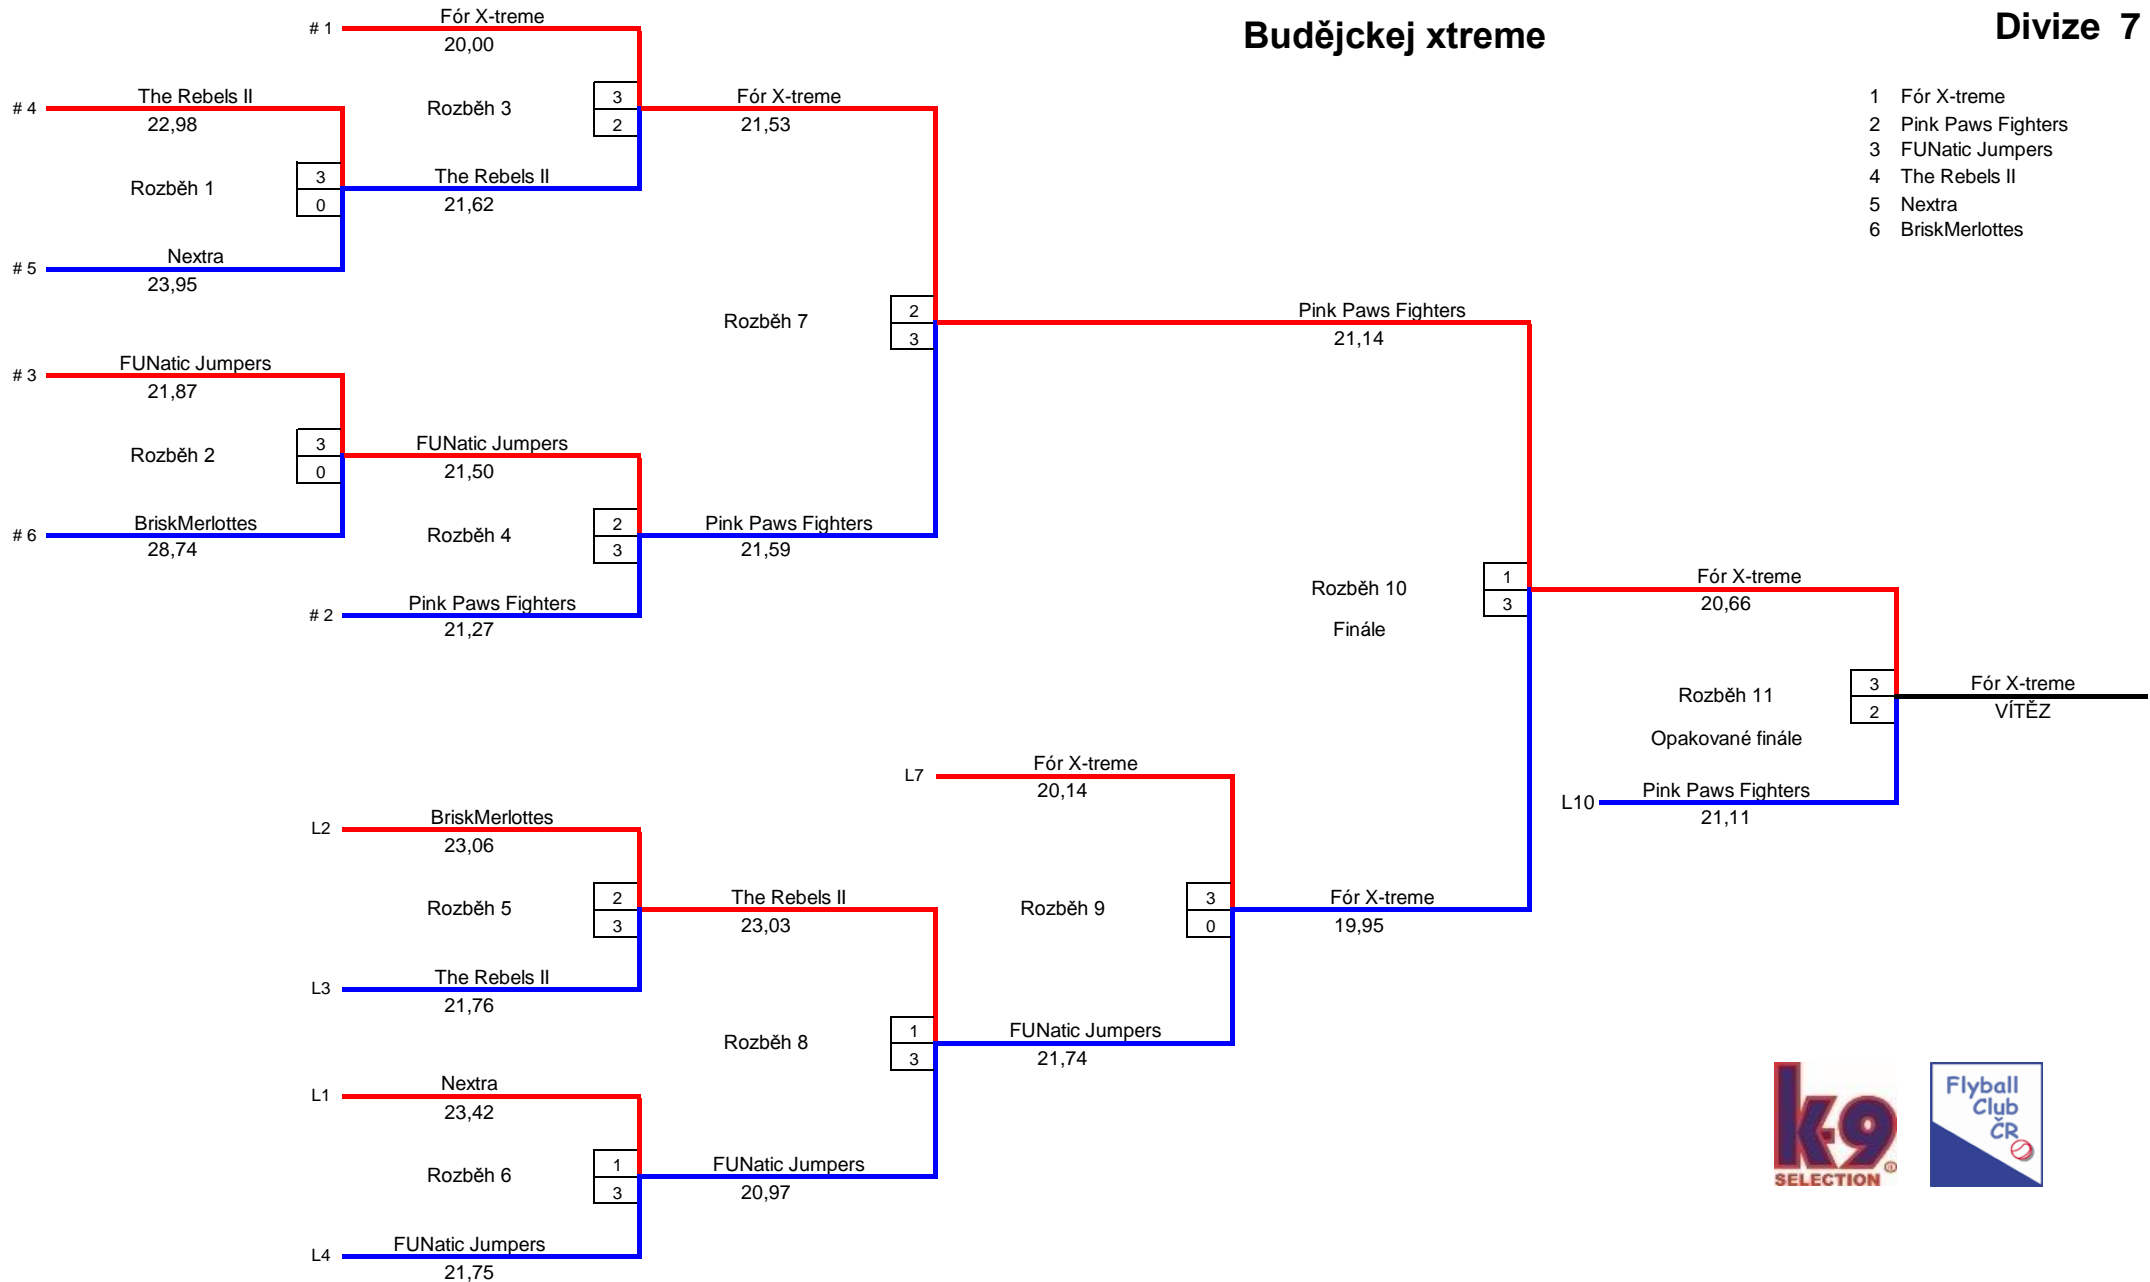 Budějckej xtreme
Divize 7
1 Fór X-treme
2 Pink Paws Fighters
3 FUNatic Jumpers
4 The Rebels II
5 Nextra
6 BriskMerlottes
# 1
Fór X-treme
20,00
# 4
The Rebels II
22,98
Rozběh 1
3
0
# 5
Nextra
23,95
Rozběh 3
3
2
The Rebels II
21,62
Fór X-treme
21,53
# 3
FUNatic Jumpers
21,87
Rozběh 2
3
0
# 6
BriskMerlottes
28,74
FUNatic Jumpers
21,50
Rozběh 4
2
3
# 2
Pink Paws Fighters
21,27
Pink Paws Fighters
21,59
Rozběh 7
2
3
Pink Paws Fighters
21,14
Rozběh 10
Finále
1
3
Fór X-treme
20,66
Rozběh 11
Opakované finále
3
2
L10
Pink Paws Fighters
21,11
Fór X-treme
VÍTĚZ
L7
Fór X-treme
20,14
Rozběh 9
3
0
Fór X-treme
19,95
L2
BriskMerlottes
23,06
Rozběh 5
2
3
L3
The Rebels II
21,76
The Rebels II
23,03
Rozběh 8
1
3
FUNatic Jumpers
21,74
L1
Nextra
23,42
Rozběh 6
1
3
L4
FUNatic Jumpers
21,75
FUNatic Jumpers
20,97
k-9
SELECTION ®
Flyball
Club
ČR